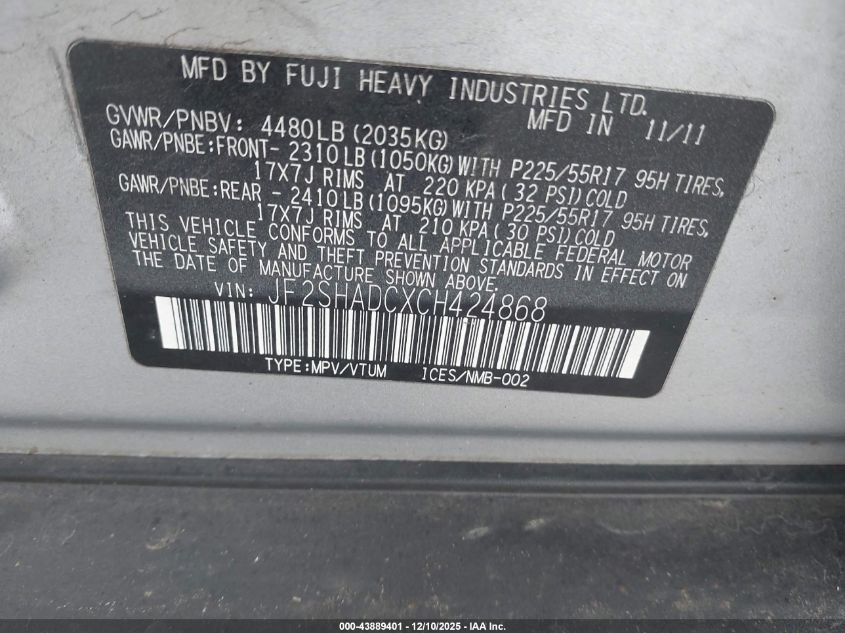 MFD BY FUJI HEAVY INDUSTRIES LTD.
MFD IN 11/11
GVWR/PNBV: 4480LB(2035KG)
GAWR/PNBE:FRONT- 2310LB(1050KG)WITH P225/55R17 95H TIRES,
17X7J RIMS AT 220 KPA( 32 PSI)COLD
GAWR/PNBE:REAR - 2410LB(1095KG)WITH P225/55R17 95H TIRES,
17X7J RIMS AT 210 KPA( 30 PSI)COLD
THIS VEHICLE CONFORMS TO ALL APPLICABLE FEDERAL MOTOR
VEHICLE SAFETY AND THEFT PREVENTION STANDARDS IN EFFECT ON
THE DATE OF MANUFACTURE SHOWN ABOVE.
VIN: JF2SHADCXCH424868
TYPE:MPV/VTUM ICES/NMB-002
000-43889401 - 12/10/2025 - IAA Inc.